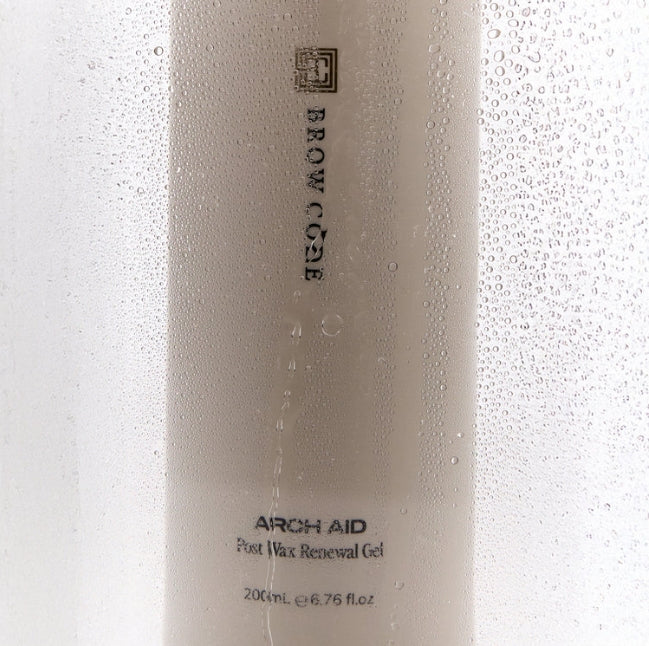 BROW CODE
ARCH AID
Post Wax Renewal Gel
200mL ℮ 6.76 fl.oz